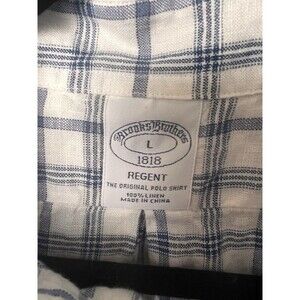 Brooks Brothers
L
1818
REGENT
THE ORIGINAL POLO SHIRT
100% LINEN
MADE IN CHINA